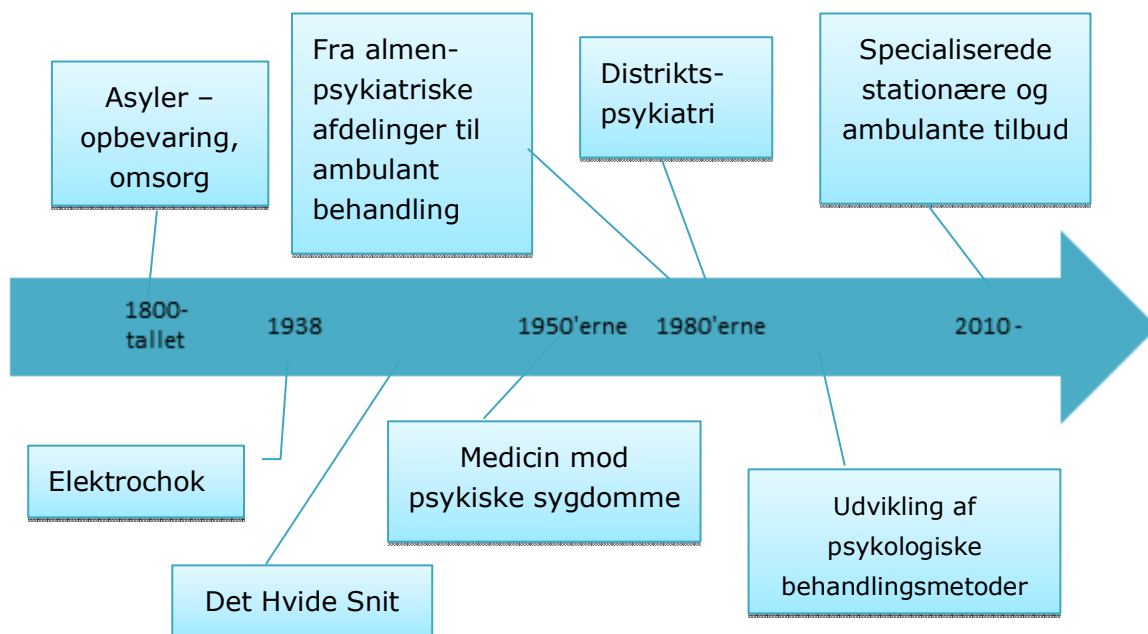 Asyler –
opbevaring,
omsorg
Fra almen-
psykiatriske
afdelinger til
ambulant
behandling
Distrikts-
psykiatri
Specialiserede
stationære og
ambulante tilbud
1800-
tallet
1938
1950'erne
1980'erne
2010-
Elektrochok
Det Hvide Snit
Medicin mod
psykiske sygdomme
Udvikling af
psykologiske
behandlingsmetoder